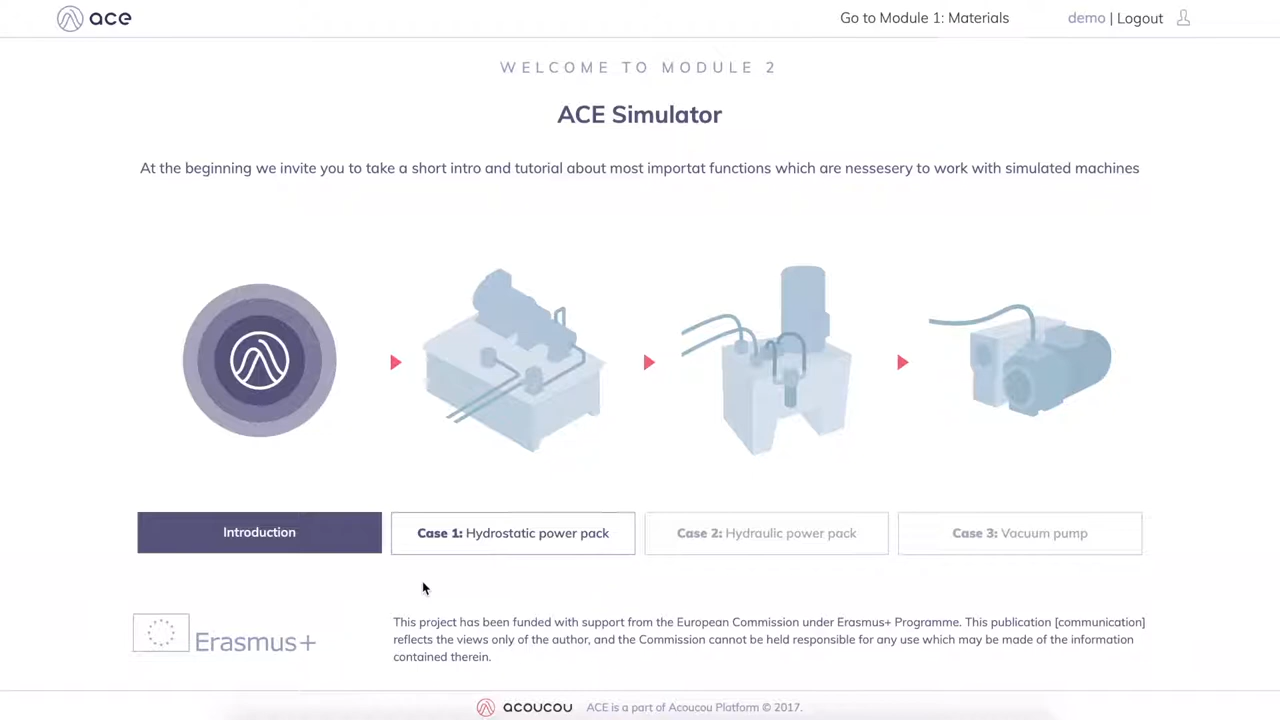 ace
Go to Module 1: Materials
demo | Logout
WELCOME TO MODULE 2
ACE Simulator
At the beginning we invite you to take a short intro and tutorial about most importat functions which are nessesery to work with simulated machines
Introduction
Case 1: Hydrostatic power pack
Case 2: Hydraulic power pack
Case 3: Vacuum pump
Erasmus+
This project has been funded with support from the European Commission under Erasmus+ Programme. This publication [communication]
reflects the views only of the author, and the Commission cannot be held responsible for any use which may be made of the information
contained therein.
acoucou
ACE is a part of Acoucou Platform © 2017.